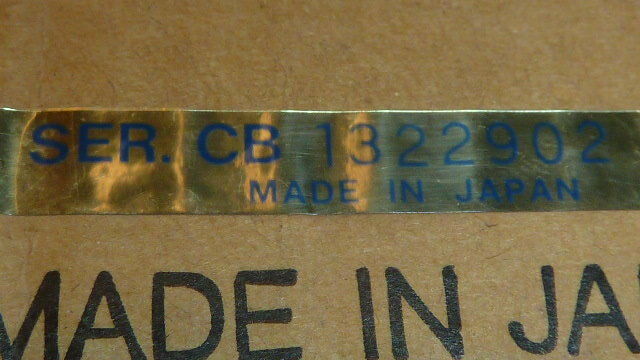 SER. CB 1322902
MADE IN JAPAN
MADE IN JA